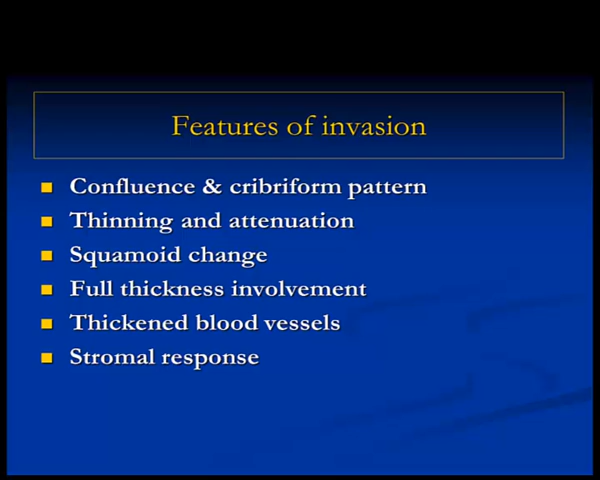 Features of invasion
Confluence & cribriform pattern
Thinning and attenuation
Squamoid change
Full thickness involvement
Thickened blood vessels
Stromal response